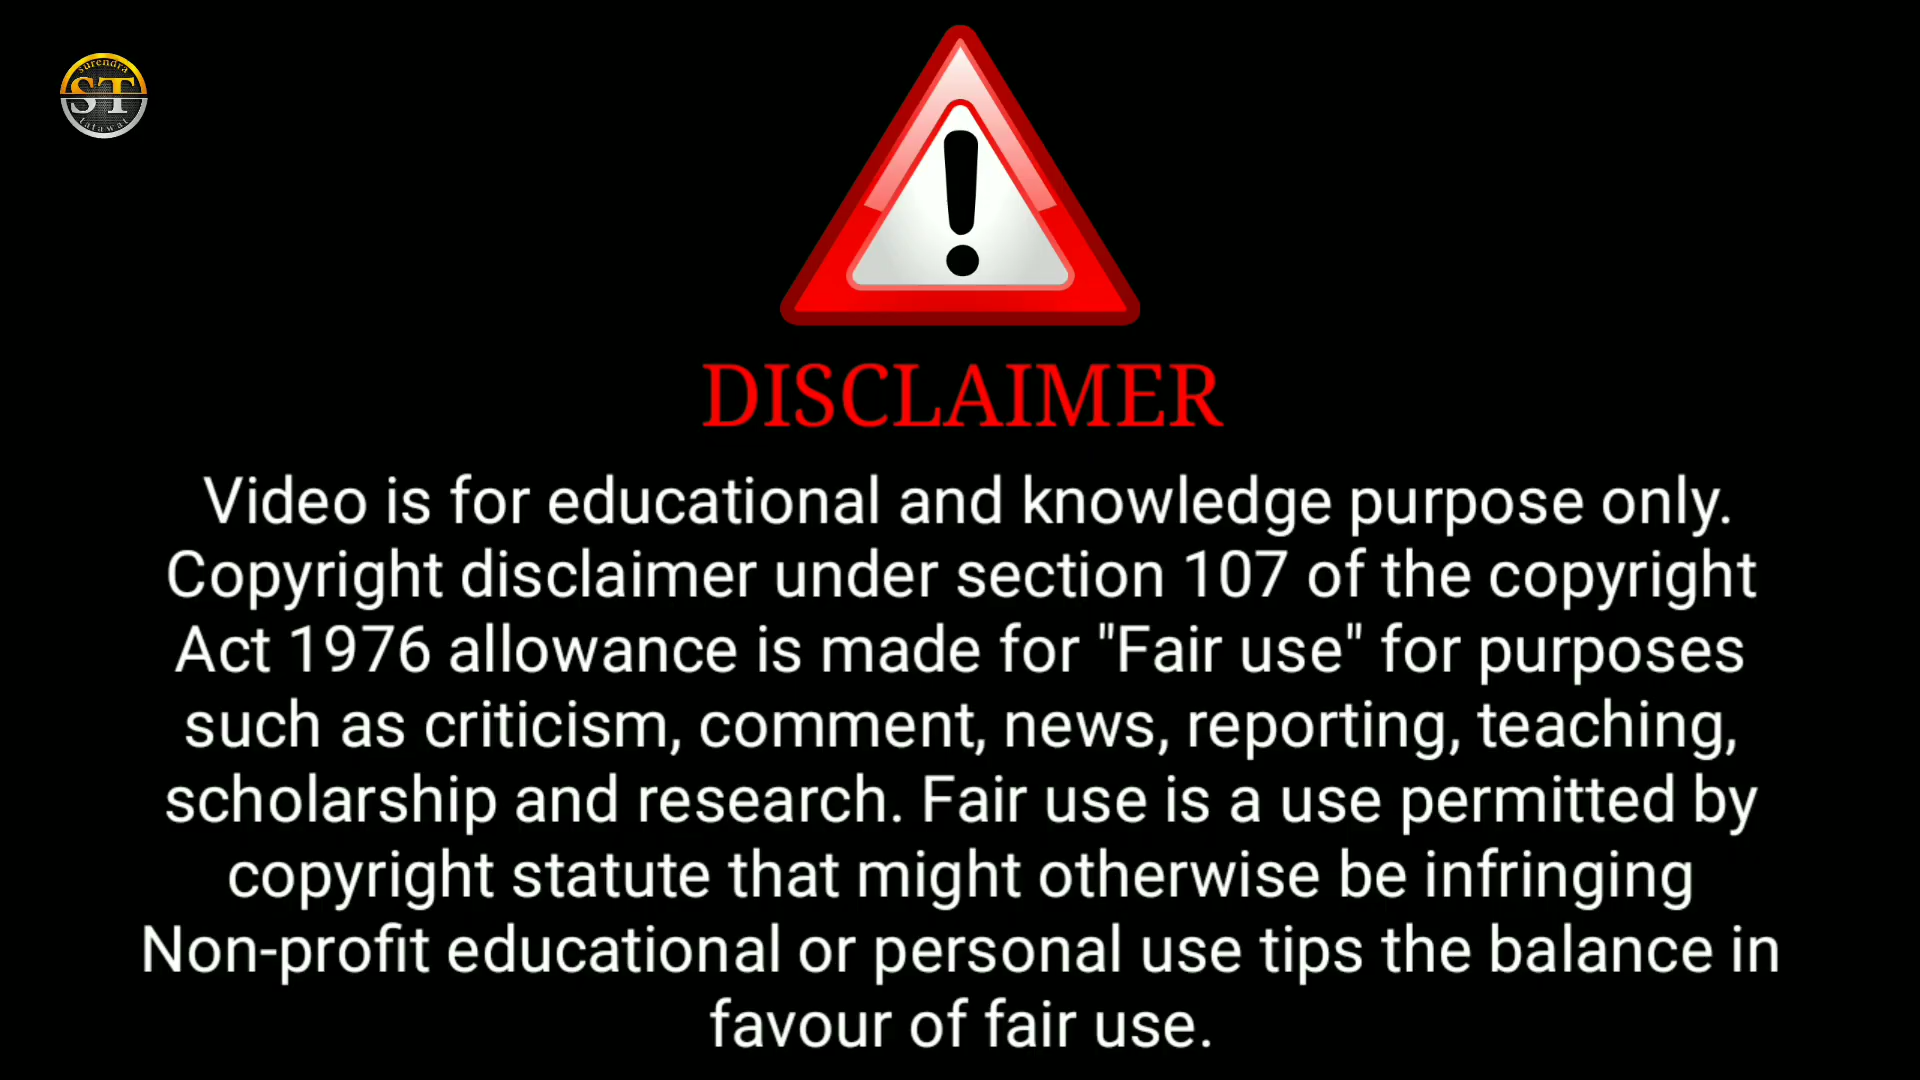 surendra
ST
tatawat
DISCLAIMER
Video is for educational and knowledge purpose only.
Copyright disclaimer under section 107 of the copyright
Act 1976 allowance is made for "Fair use" for purposes
such as criticism, comment, news, reporting, teaching,
scholarship and research. Fair use is a use permitted by
copyright statute that might otherwise be infringing
Non-profit educational or personal use tips the balance in
favour of fair use.